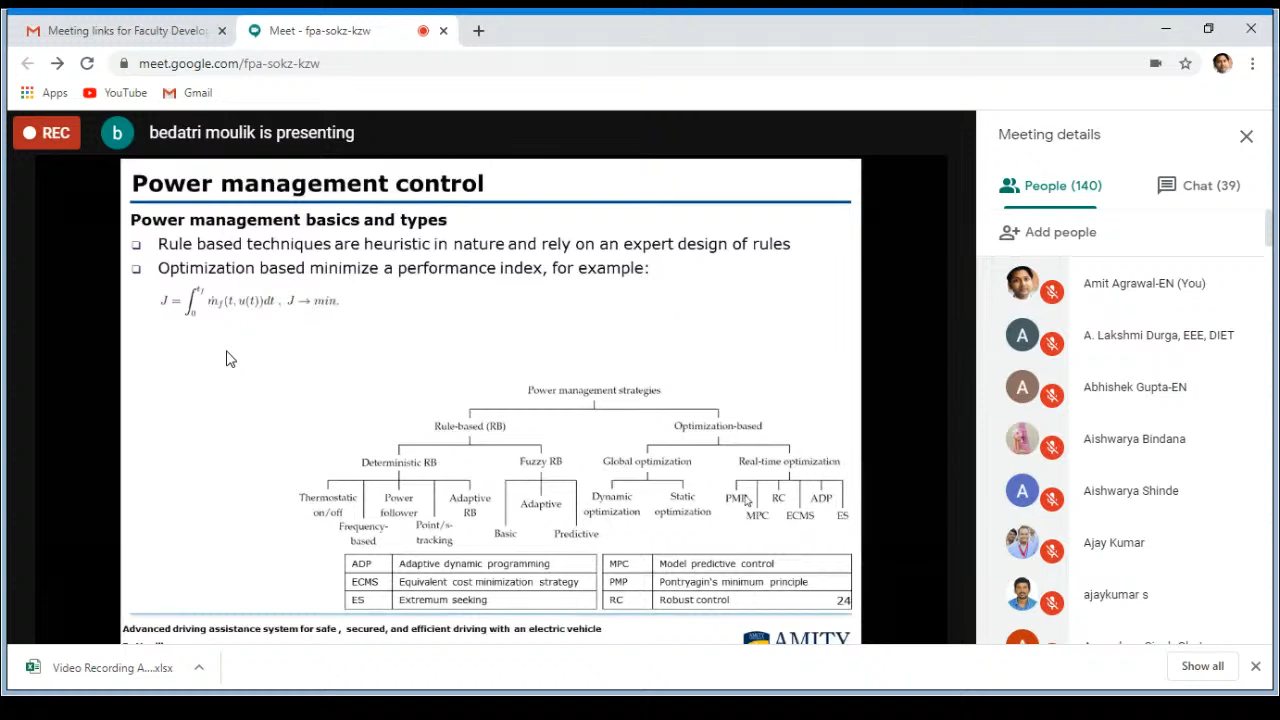 Meeting links for Faculty Develo
Meet - fpa-sokz-kzw
meet.google.com/fpa-sokz-kzw
Apps
YouTube
Gmail
REC
b
bedatri moulik is presenting
Power management control
Power management basics and types
Rule based techniques are heuristic in nature and rely on an expert design of rules
Optimization based minimize a performance index, for example:
J = ∫₀^{t_f} ṁ_f(t, u(t))dt , J → min.
Power management strategies
Rule-based (RB)
Optimization-based
Deterministic RB
Fuzzy RB
Global optimization
Real-time optimization
Thermostatic
on/off
Frequency-
based
Power
follower
Point/s-
tracking
Adaptive
RB
Basic
Adaptive
Predictive
Dynamic
optimization
Static
optimization
PMP
MPC
RC
ECMS
ADP
ES
ADP Adaptive dynamic programming
ECMS Equivalent cost minimization strategy
ES Extremum seeking
MPC Model predictive control
PMP Pontryagin's minimum principle
RC Robust control
24
Advanced driving assistance system for safe , secured, and efficient driving with an electric vehicle
AMITY
Meeting details
People (140)
Chat (39)
Add people
Amit Agrawal-EN (You)
A
A. Lakshmi Durga, EEE, DIET
A
Abhishek Gupta-EN
Aishwarya Bindana
A
Aishwarya Shinde
Ajay Kumar
ajaykumar s
Video Recording A....xlsx
Show all